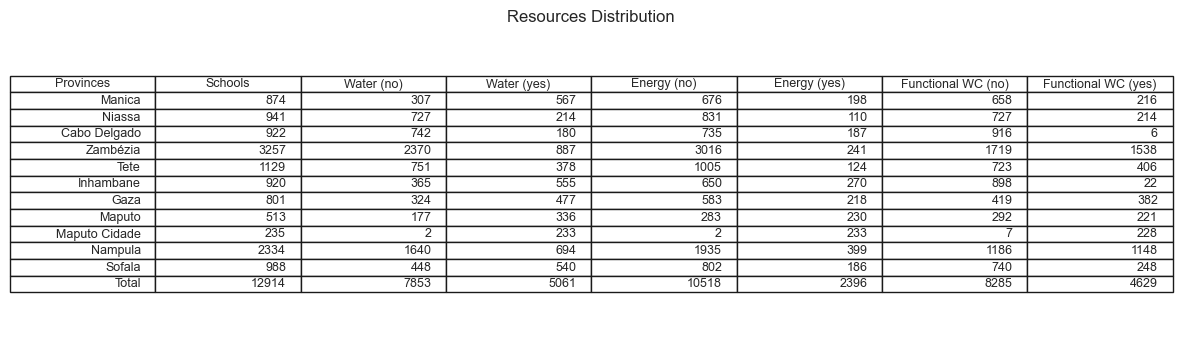 Resources Distribution
Provinces Schools Water (no) Water (yes) Energy (no) Energy (yes) Functional WC (no) Functional WC (yes)
Manica 874 307 567 676 198 658 216
Niassa 941 727 214 831 110 727 214
Cabo Delgado 922 742 180 735 187 916 6
Zambézia 3257 2370 887 3016 241 1719 1538
Tete 1129 751 378 1005 124 723 406
Inhambane 920 365 555 650 270 898 22
Gaza 801 324 477 583 218 419 382
Maputo 513 177 336 283 230 292 221
Maputo Cidade 235 2 233 2 233 7 228
Nampula 2334 1640 694 1935 399 1186 1148
Sofala 988 448 540 802 186 740 248
Total 12914 7853 5061 10518 2396 8285 4629